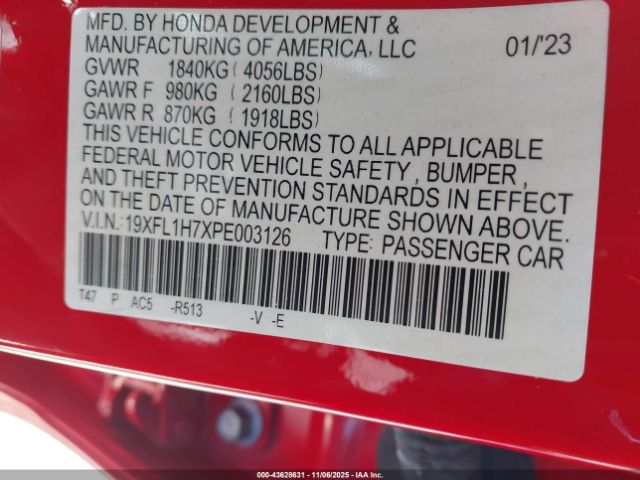 MFD. BY HONDA DEVELOPMENT &
MANUFACTURING OF AMERICA, LLC 01/'23
GVWR 1840KG (4056LBS)
GAWR F 980KG (2160LBS)
GAWR R 870KG (1918LBS)
THIS VEHICLE CONFORMS TO ALL APPLICABLE
FEDERAL MOTOR VEHICLE SAFETY, BUMPER,
AND THEFT PREVENTION STANDARDS IN EFFECT
ON THE DATE OF MANUFACTURE SHOWN ABOVE.
V.I.N.:19XFL1H7XPE003126 TYPE: PASSENGER CAR
T47 P AC5 -R513 -V -E
000-43628631 - 11/06/2025 - IAA Inc.